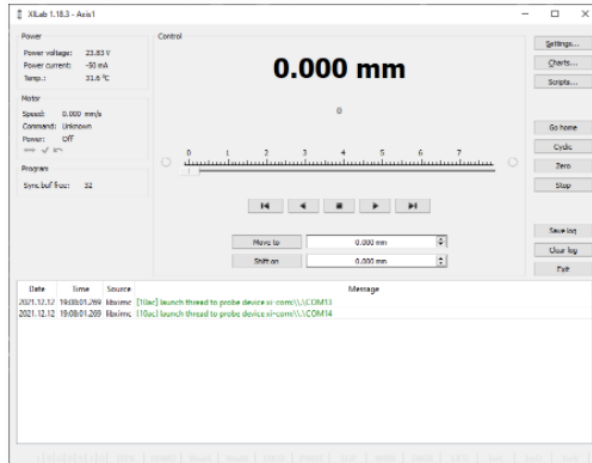 XILab 1.18.3 - Axis1
Power
Power voltage: 23.83 V
Power current: -50 mA
Temp.: 31.6 °C
Motor
Speed: 0.000 mm/s
Command: Unknown
Power: Off
Program
Sync buf free: 32
Control
0.000 mm
0 1 2 3 4 5 6 7
Move to 0.000 mm
Shift on 0.000 mm
Settings...
Charts...
Scripts...
Go home
Cyclic
Zero
Stop
Save log
Clear log
Exit
Date Time Source Message
2021.12.12 19:08:01.269 libximc [10ac] launch thread to probe device xi-com:\\.\COM13
2021.12.12 19:08:01.269 libximc [10ac] launch thread to probe device xi-com:\\.\COM14